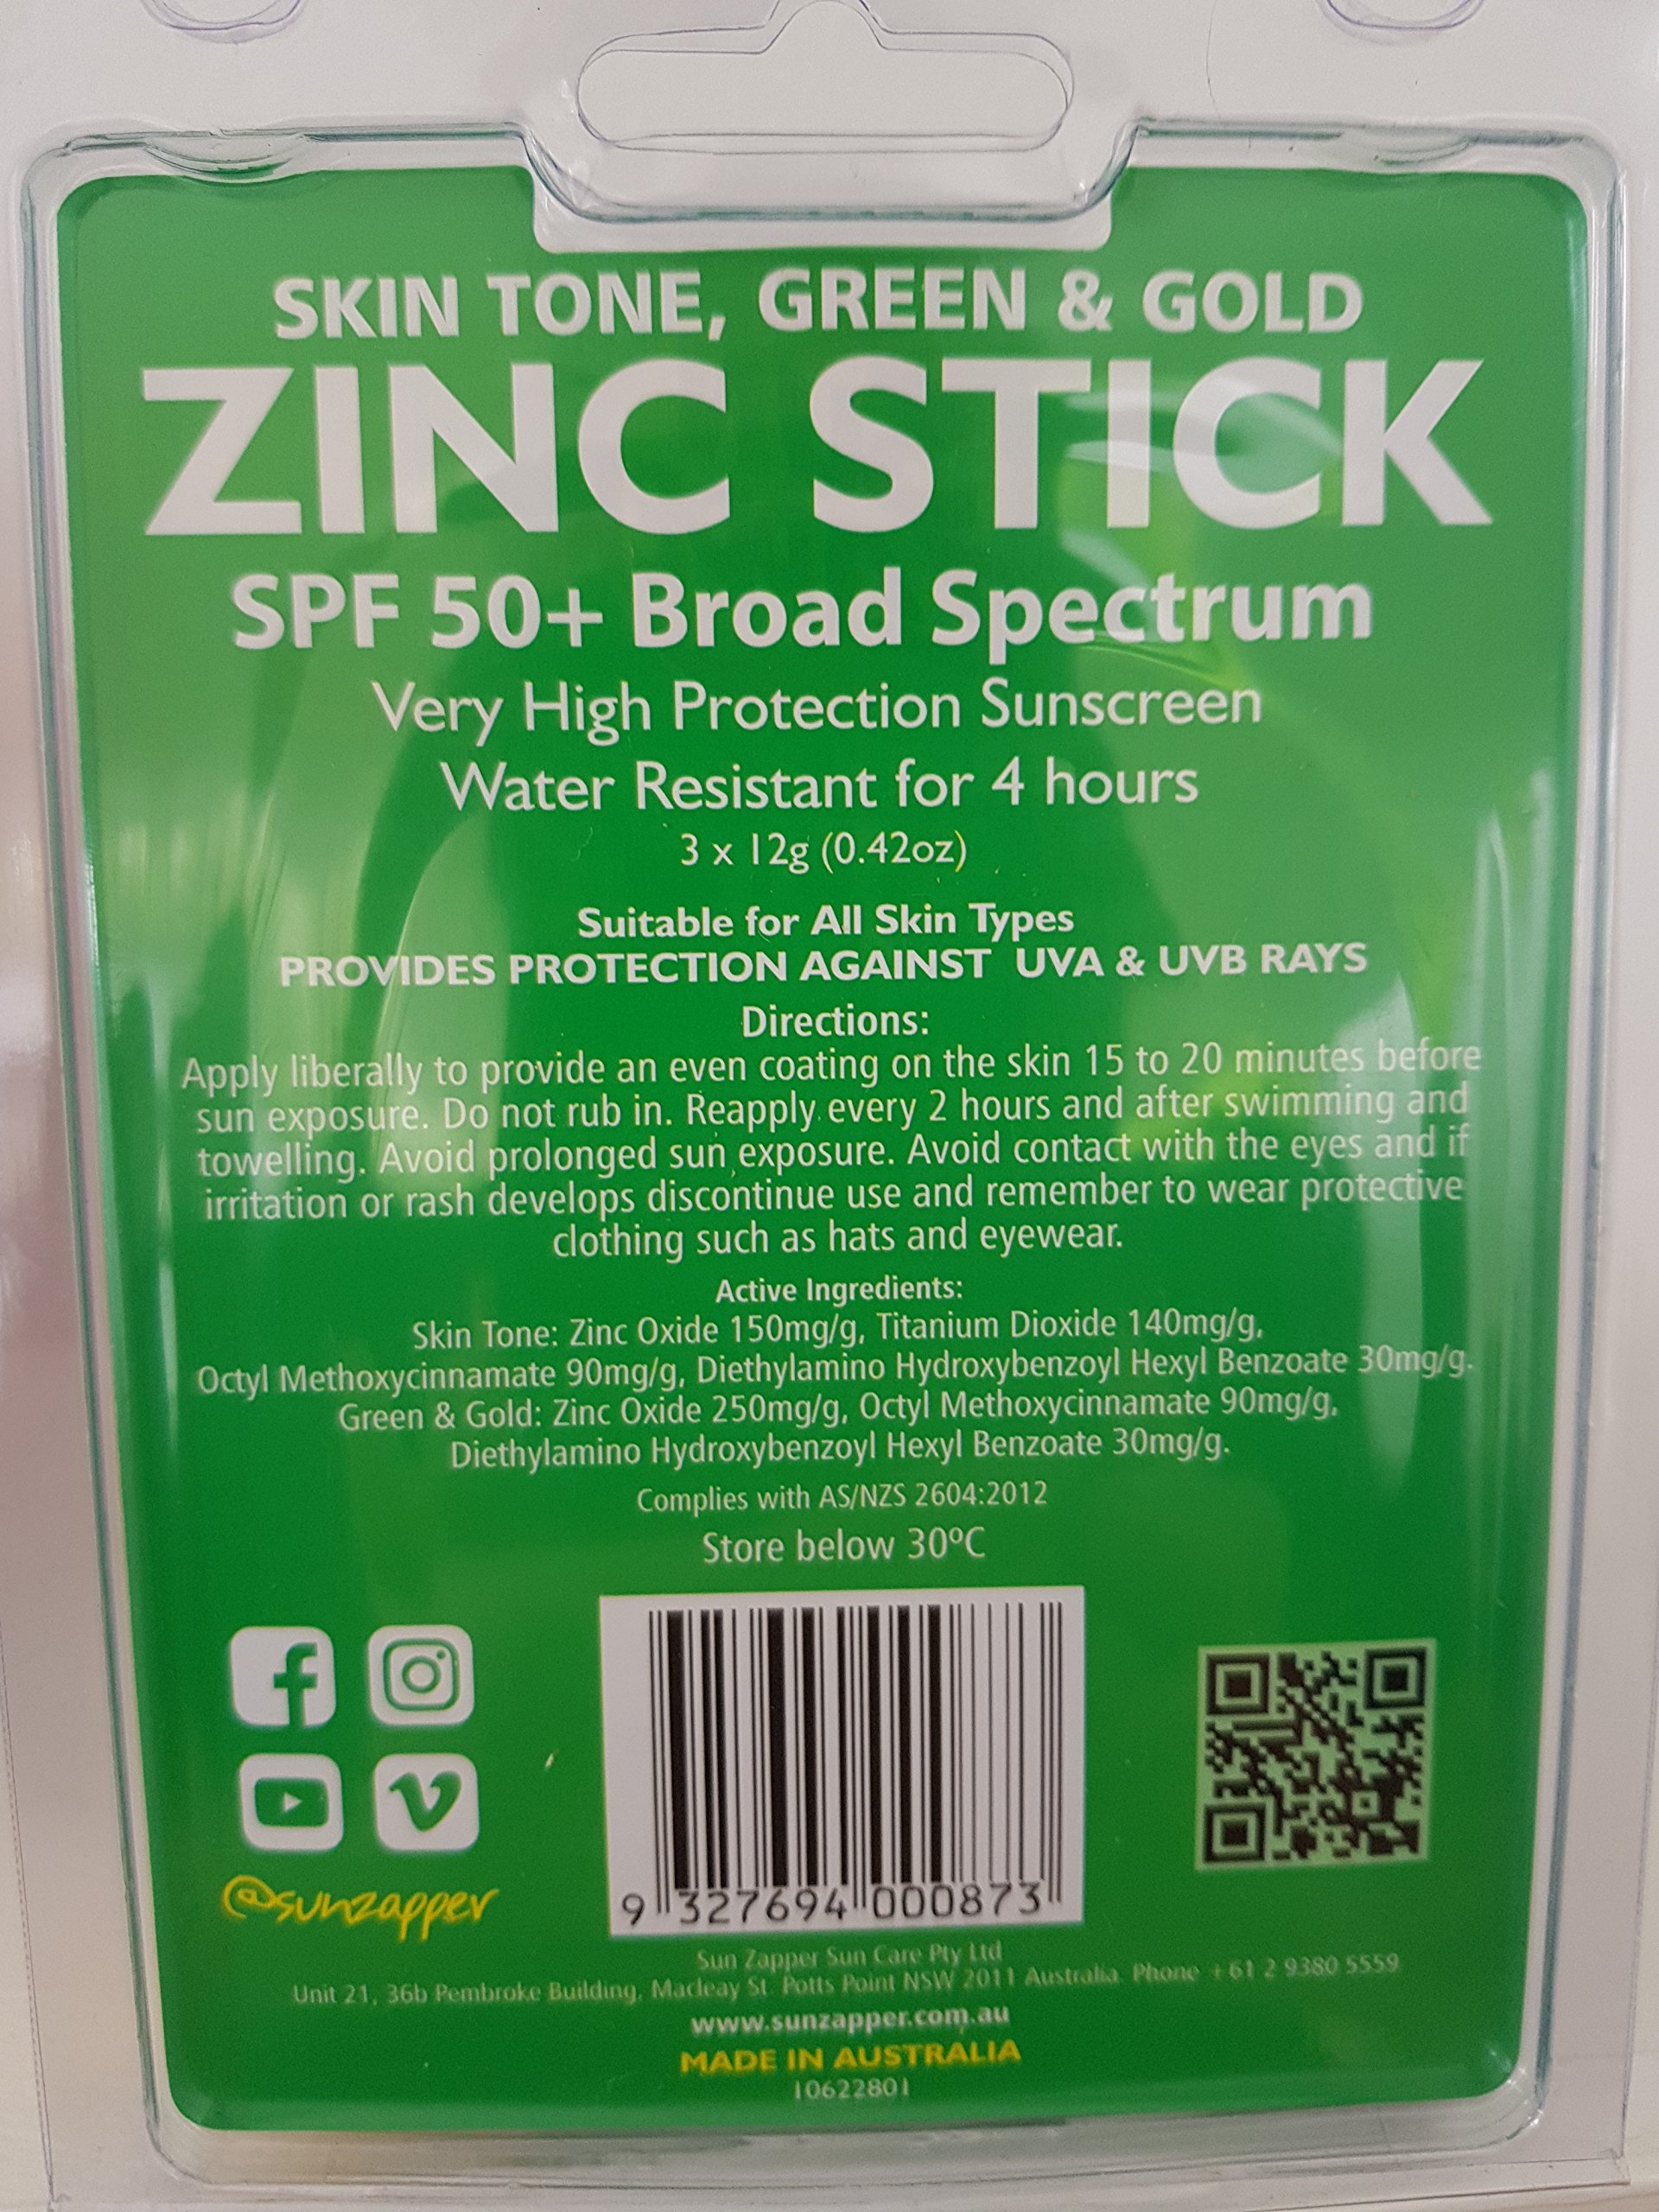 SKIN TONE, GREEN & GOLD
ZINC STICK
SPF 50+ Broad Spectrum
Very High Protection Sunscreen
Water Resistant for 4 hours
3 x 12g (0.42oz)
Suitable for All Skin Types
PROVIDES PROTECTION AGAINST UVA & UVB RAYS
Directions:
Apply liberally to provide an even coating on the skin 15 to 20 minutes before
sun exposure. Do not rub in. Reapply every 2 hours and after swimming and
towelling. Avoid prolonged sun exposure. Avoid contact with the eyes and if
irritation or rash develops discontinue use and remember to wear protective
clothing such as hats and eyewear.
Active Ingredients:
Skin Tone: Zinc Oxide 150mg/g, Titanium Dioxide 140mg/g,
Octyl Methoxycinnamate 90mg/g, Diethylamino Hydroxybenzoyl Hexyl Benzoate 30mg/g.
Green & Gold: Zinc Oxide 250mg/g, Octyl Methoxycinnamate 90mg/g,
Diethylamino Hydroxybenzoyl Hexyl Benzoate 30mg/g.
Complies with AS/NZS 2604:2012
Store below 30ºC
@sunzapper
9 327694 000873
Sun Zapper Sun Care Pty Ltd
Unit 21, 36b Pembroke Building, Macleay St. Potts Point NSW 2011 Australia. Phone +61 2 9380 5559
www.sunzapper.com.au
MADE IN AUSTRALIA
10622801